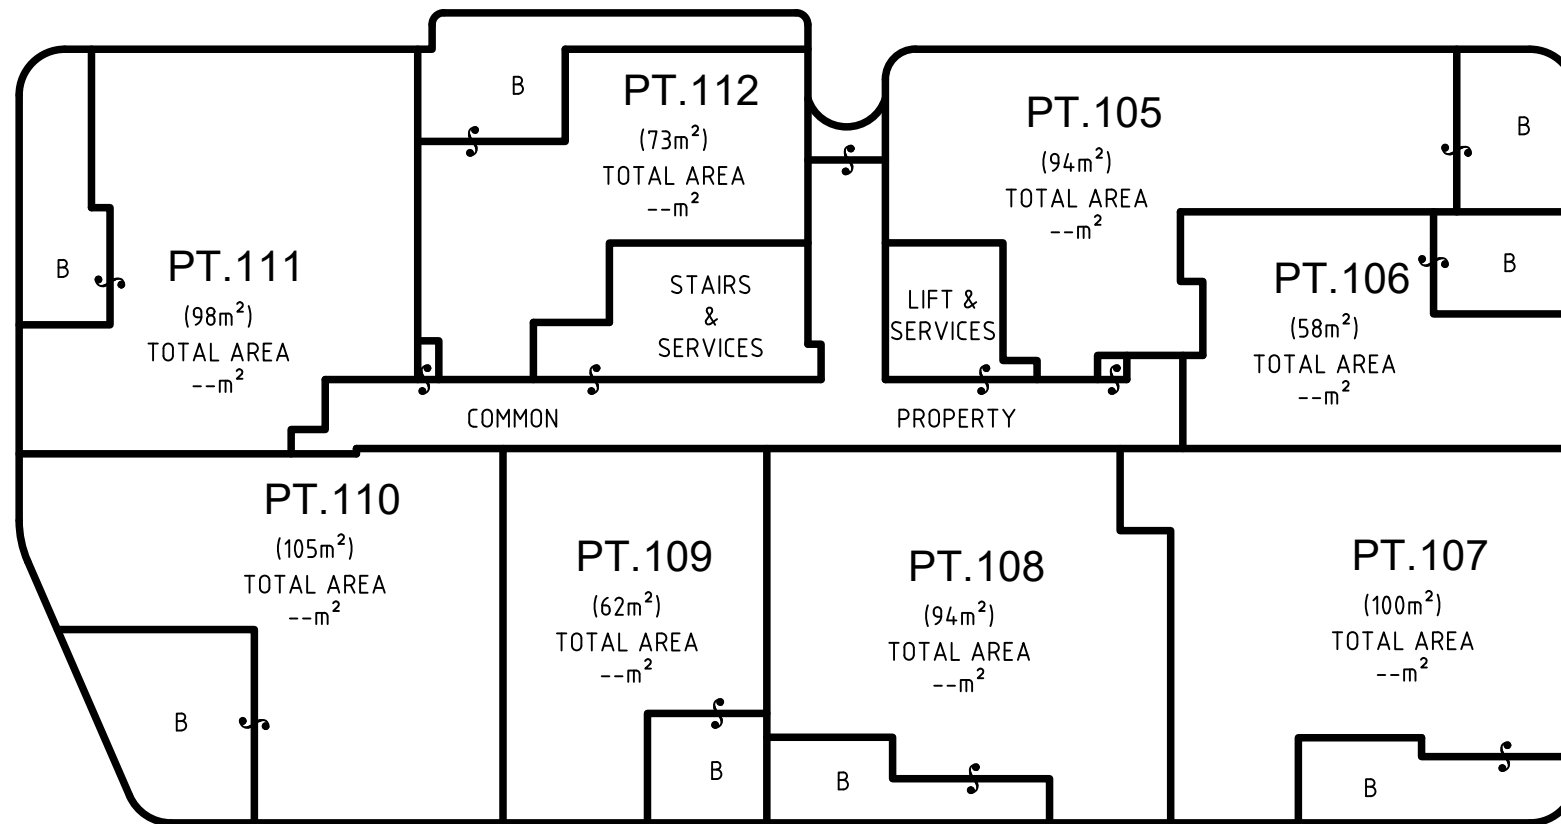 B
PT.112
(73m²)
TOTAL AREA
--m²
PT.105
(94m²)
TOTAL AREA
--m²
B
B
PT.111
(98m²)
TOTAL AREA
--m²
STAIRS
&
SERVICES
LIFT &
SERVICES
PT.106
(58m²)
TOTAL AREA
--m²
B
COMMON
PROPERTY
PT.110
(105m²)
TOTAL AREA
--m²
B
PT.109
(62m²)
TOTAL AREA
--m²
B
PT.108
(94m²)
TOTAL AREA
--m²
B
PT.107
(100m²)
TOTAL AREA
--m²
B